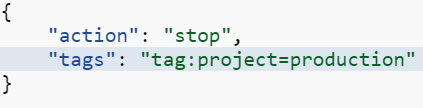 {
    "action": "stop",
    "tags": "tag:project=production"
}